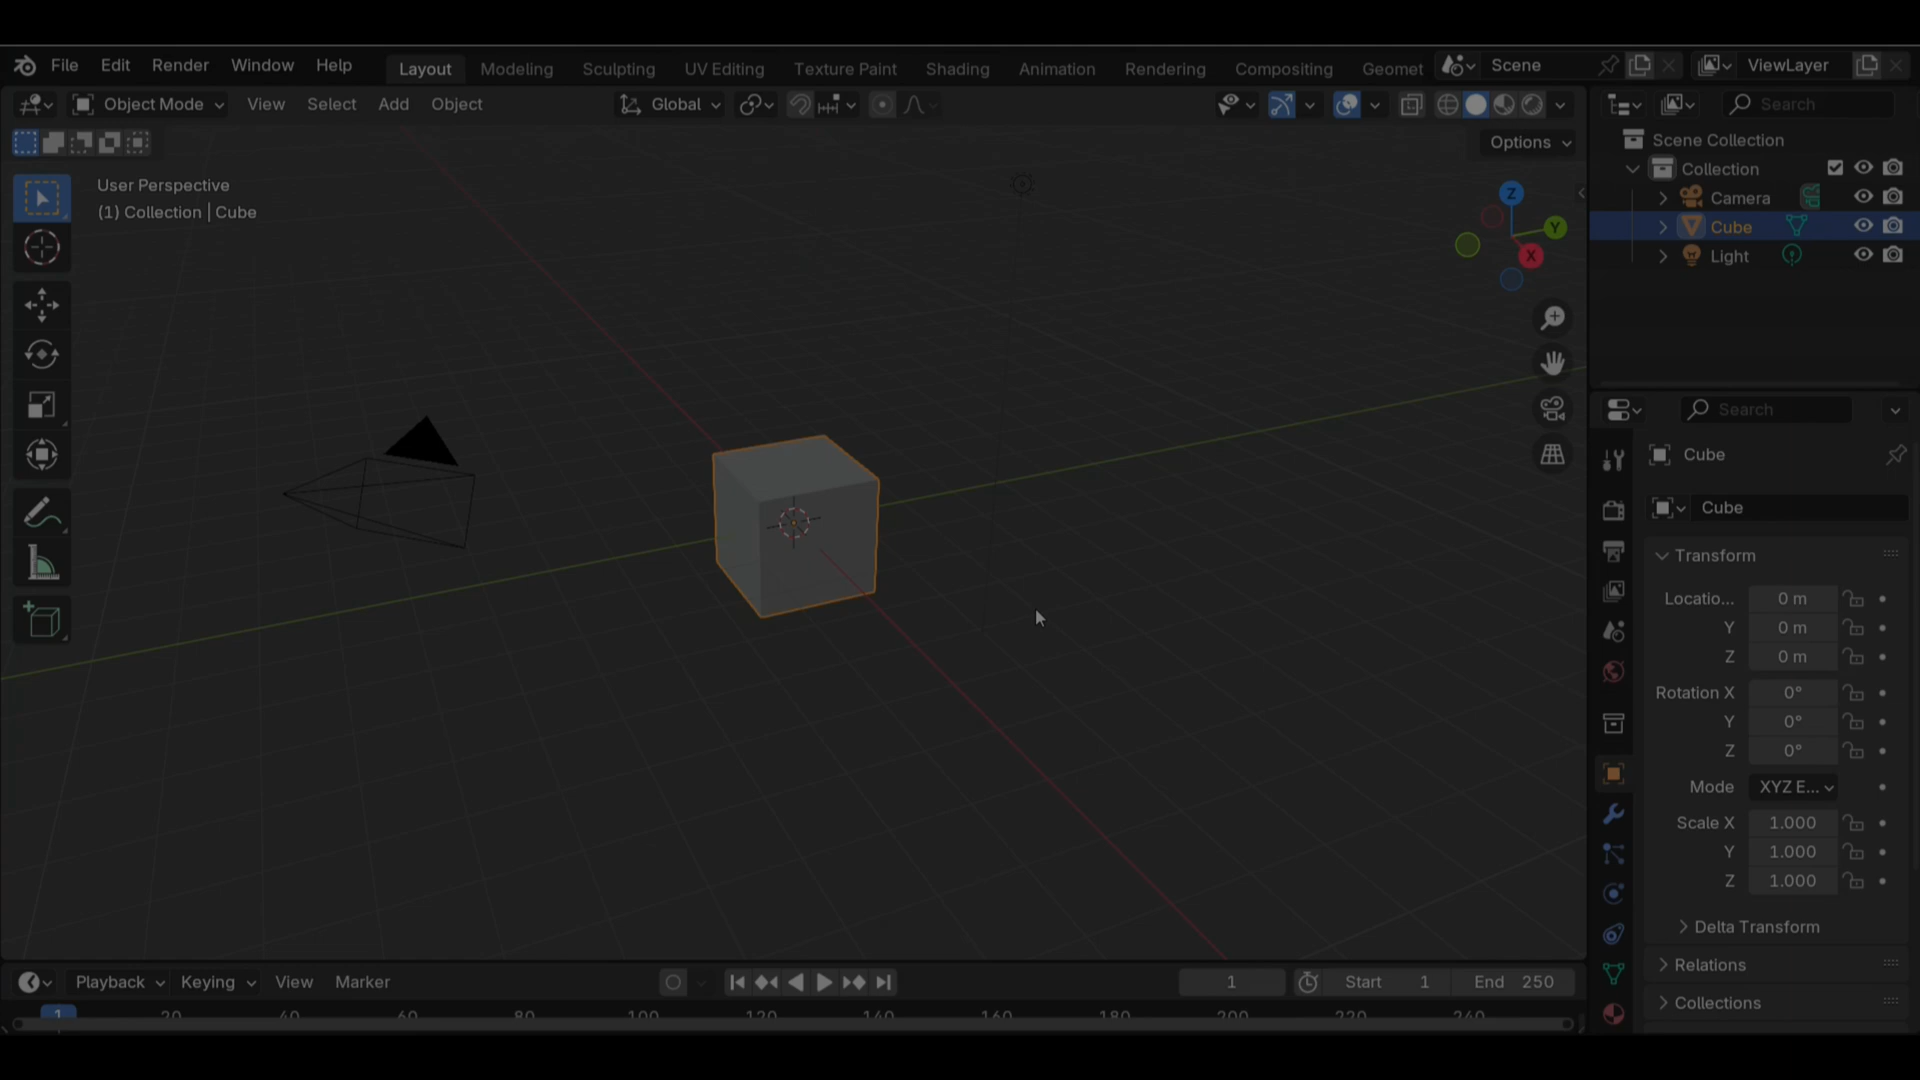 File Edit Render Window Help Layout Modeling Sculpting UV Editing Texture Paint Shading Animation Rendering Compositing Geomet Scene ViewLayer
Object Mode View Select Add Object Global Search
Options
User Perspective
(1) Collection | Cube
Z
Y
X
Scene Collection
Collection
Camera
Cube
Light
Search
Cube
Cube
Transform
Locatio... 0 m
Y 0 m
Z 0 m
Rotation X 0°
Y 0°
Z 0°
Mode XYZ E...
Scale X 1.000
Y 1.000
Z 1.000
Delta Transform
Relations
Collections
Playback Keying View Marker 1 Start 1 End 250
1 20 40 60 80 100 120 140 160 180 200 220 240